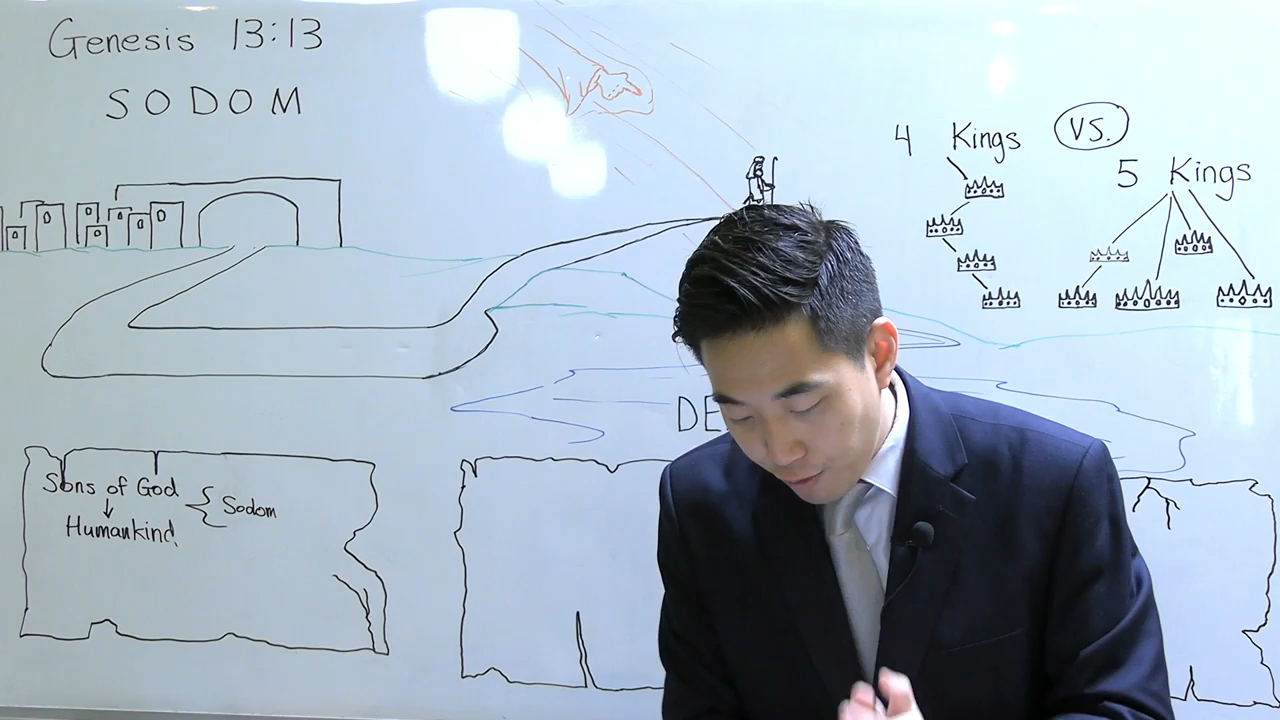 Genesis 13:13
SODOM
4 Kings
VS.
5 Kings
Sons of God
Sodom
Humankind